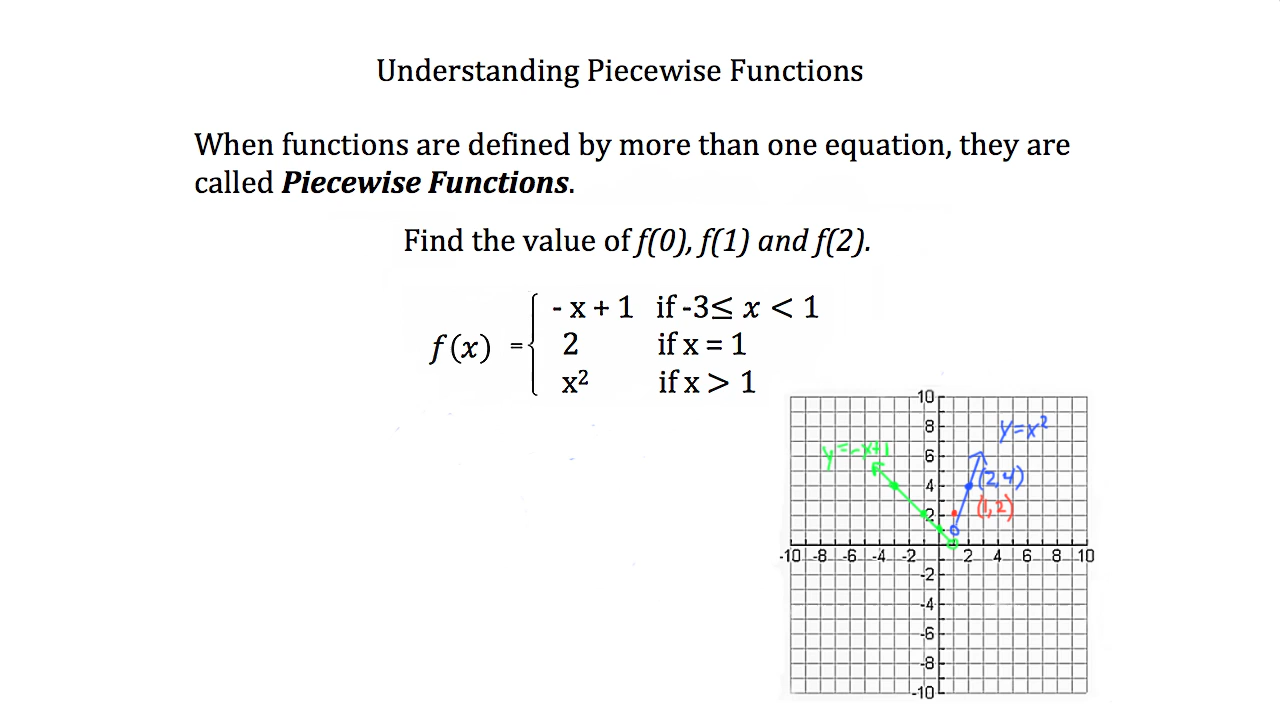 Understanding Piecewise Functions
When functions are defined by more than one equation, they are
called Piecewise Functions.
Find the value of f(0), f(1) and f(2).
- x + 1 if -3≤ x < 1
f(x) = { 2 if x = 1
x² if x > 1
10
8
y=x²
y=-x+1
6
4
(2,4)
2
(1,2)
-10 -8 -6 -4 -2 2 4 6 8 10
-2
-4
-6
-8
-10